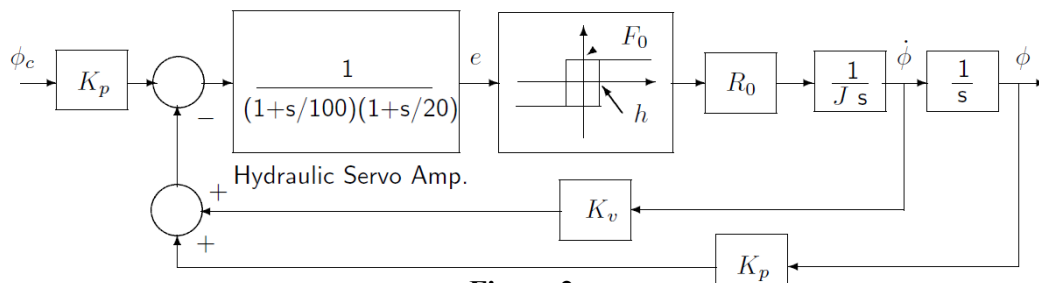 ϕ_c
K_p
−
1
(1+s/100)(1+s/20)
Hydraulic Servo Amp.
e
F_0
h
R_0
1
J s
ϕ̇
1
s
ϕ
+
+
K_v
K_p